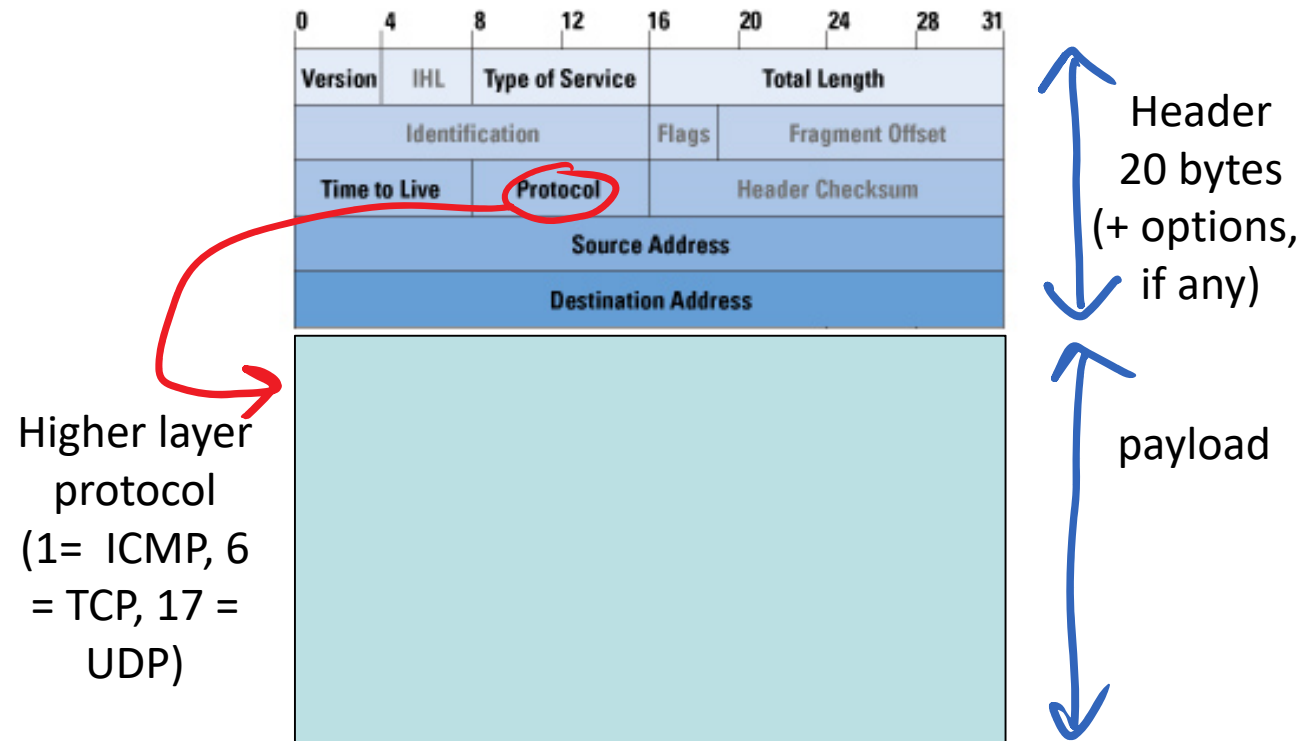 0 4 8 12 16 20 24 28 31
Version IHL Type of Service Total Length
Identification Flags Fragment Offset
Time to Live Protocol Header Checksum
Source Address
Destination Address
Header
20 bytes
(+ options,
if any)
Higher layer
protocol
(1= ICMP, 6
= TCP, 17 =
UDP)
payload